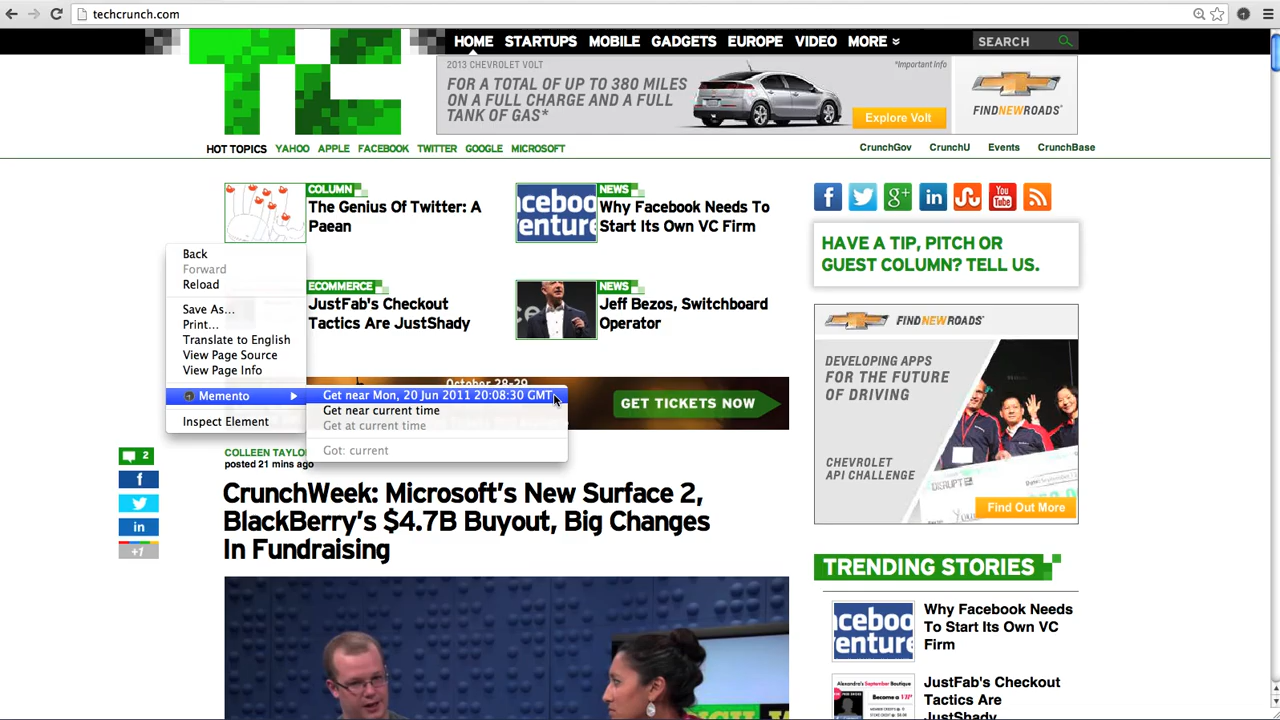 techcrunch.com
HOME STARTUPS MOBILE GADGETS EUROPE VIDEO MORE
SEARCH
2013 CHEVROLET VOLT
*Important Info
FOR A TOTAL OF UP TO 380 MILES
ON A FULL CHARGE AND A FULL
TANK OF GAS*
Explore Volt
FIND NEW ROADS
HOT TOPICS YAHOO APPLE FACEBOOK TWITTER GOOGLE MICROSOFT
CrunchGov CrunchU Events CrunchBase
COLUMN
The Genius Of Twitter: A
Paean
NEWS
Why Facebook Needs To
Start Its Own VC Firm
HAVE A TIP, PITCH OR
GUEST COLUMN? TELL US.
Back
Forward
Reload
Save As...
Print...
Translate to English
View Page Source
View Page Info
Memento
Inspect Element
ECOMMERCE
JustFab's Checkout
Tactics Are JustShady
NEWS
Jeff Bezos, Switchboard
Operator
October 28-29
GET TICKETS NOW
Get near Mon, 20 Jun 2011 20:08:30 GMT
Get near current time
Get at current time
Got: current
FIND NEW ROADS
DEVELOPING APPS
FOR THE FUTURE
OF DRIVING
CHEVROLET
API CHALLENGE
Find Out More
2
f
in
+1
COLLEEN TAYLO
posted 21 mins ago
CrunchWeek: Microsoft's New Surface 2,
BlackBerry's $4.7B Buyout, Big Changes
In Fundraising
TRENDING STORIES
Why Facebook Needs
To Start Its Own VC
Firm
JustFab's Checkout
Tactics Are
JustShady